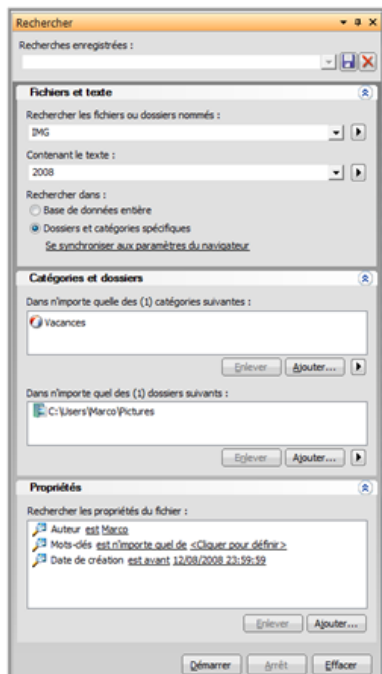 Rechercher
Recherches enregistrées :
Fichiers et texte
Rechercher les fichiers ou dossiers nommés :
IMG
Contenant le texte :
2008
Rechercher dans :
Base de données entière
Dossiers et catégories spécifiques
Se synchroniser aux paramètres du navigateur
Catégories et dossiers
Dans n'importe quelle des (1) catégories suivantes :
Vacances
Enlever Ajouter...
Dans n'importe quel des (1) dossiers suivants :
C:\Users\Marco\Pictures
Enlever Ajouter...
Propriétés
Rechercher les propriétés du fichier :
Auteur est Marco
Mots-clés est n'importe quel de <Cliquer pour définir>
Date de création est avant 12/08/2008 23:59:59
Enlever Ajouter...
Démarrer Arrêt Effacer